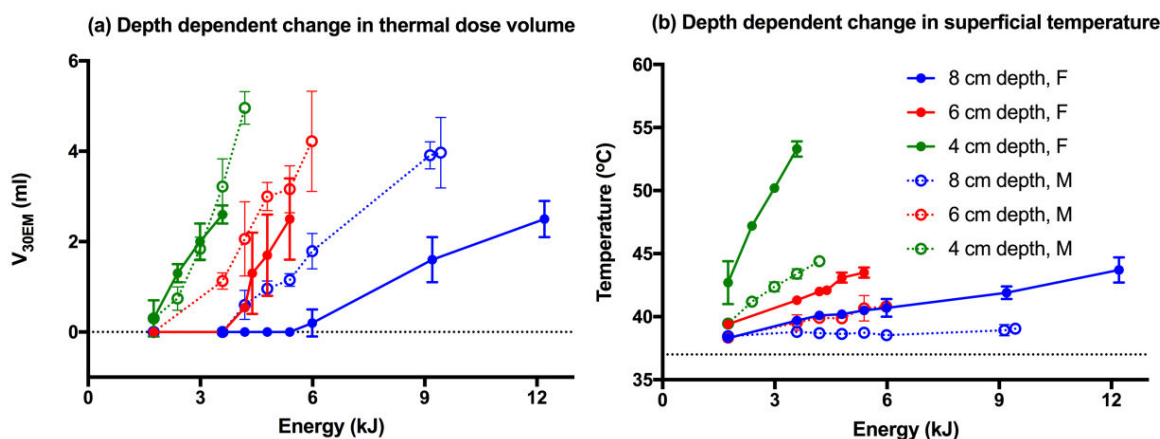 (a) Depth dependent change in thermal dose volume
6
4
2
0
V30EM (ml)
0 3 6 9 12
Energy (kJ)
(b) Depth dependent change in superficial temperature
60
55
50
45
40
35
Temperature (ºC)
0 3 6 9 12
Energy (kJ)
8 cm depth, F
6 cm depth, F
4 cm depth, F
8 cm depth, M
6 cm depth, M
4 cm depth, M